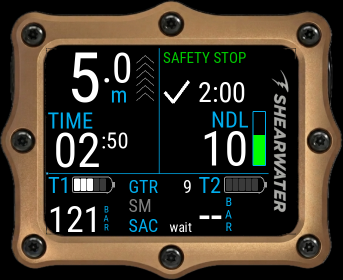 5.0
m
SAFETY STOP
✓ 2:00
TIME
02:50
NDL
10
SHEARWATER
T1
121 BAR
GTR 9
SM
SAC wait
T2
-- BAR